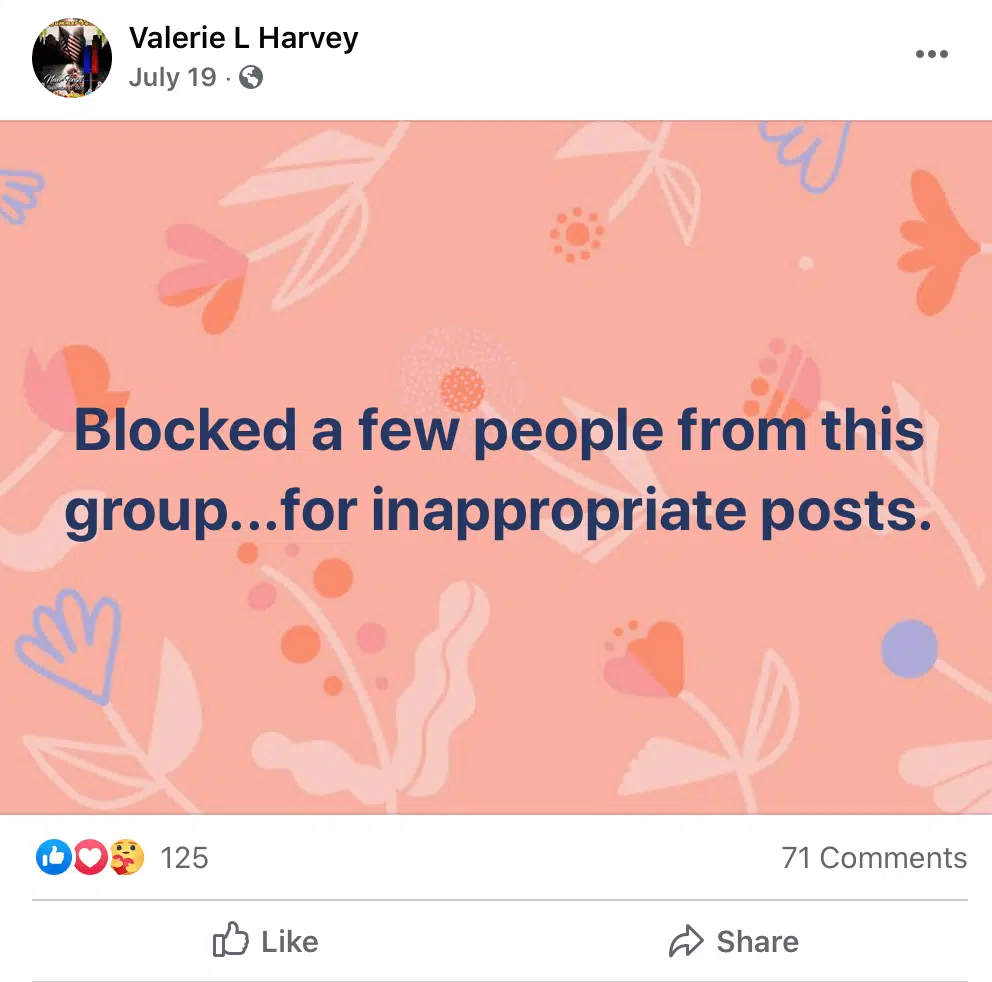 Valerie L Harvey
July 19 ·
Blocked a few people from this
group...for inappropriate posts.
125
71 Comments
Like
Share